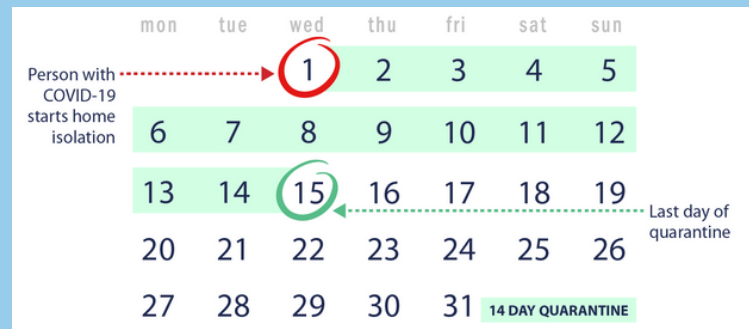 mon tue wed thu fri sat sun
Person with
COVID-19
starts home
isolation
1 2 3 4 5
6 7 8 9 10 11 12
13 14 15 16 17 18 19
Last day of
quarantine
20 21 22 23 24 25 26
27 28 29 30 31 14 DAY QUARANTINE